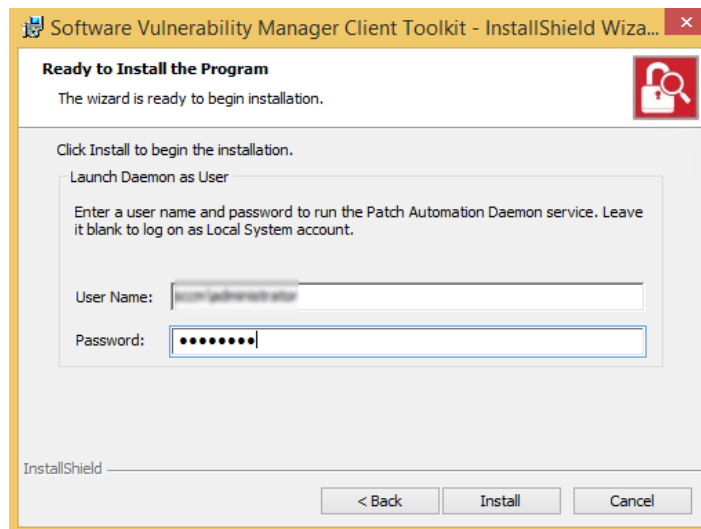 Software Vulnerability Manager Client Toolkit - InstallShield Wiza...
Ready to Install the Program
The wizard is ready to begin installation.
Click Install to begin the installation.
Launch Daemon as User
Enter a user name and password to run the Patch Automation Daemon service. Leave
it blank to log on as Local System account.
User Name:
Password: ●●●●●●●●
InstallShield
< Back Install Cancel